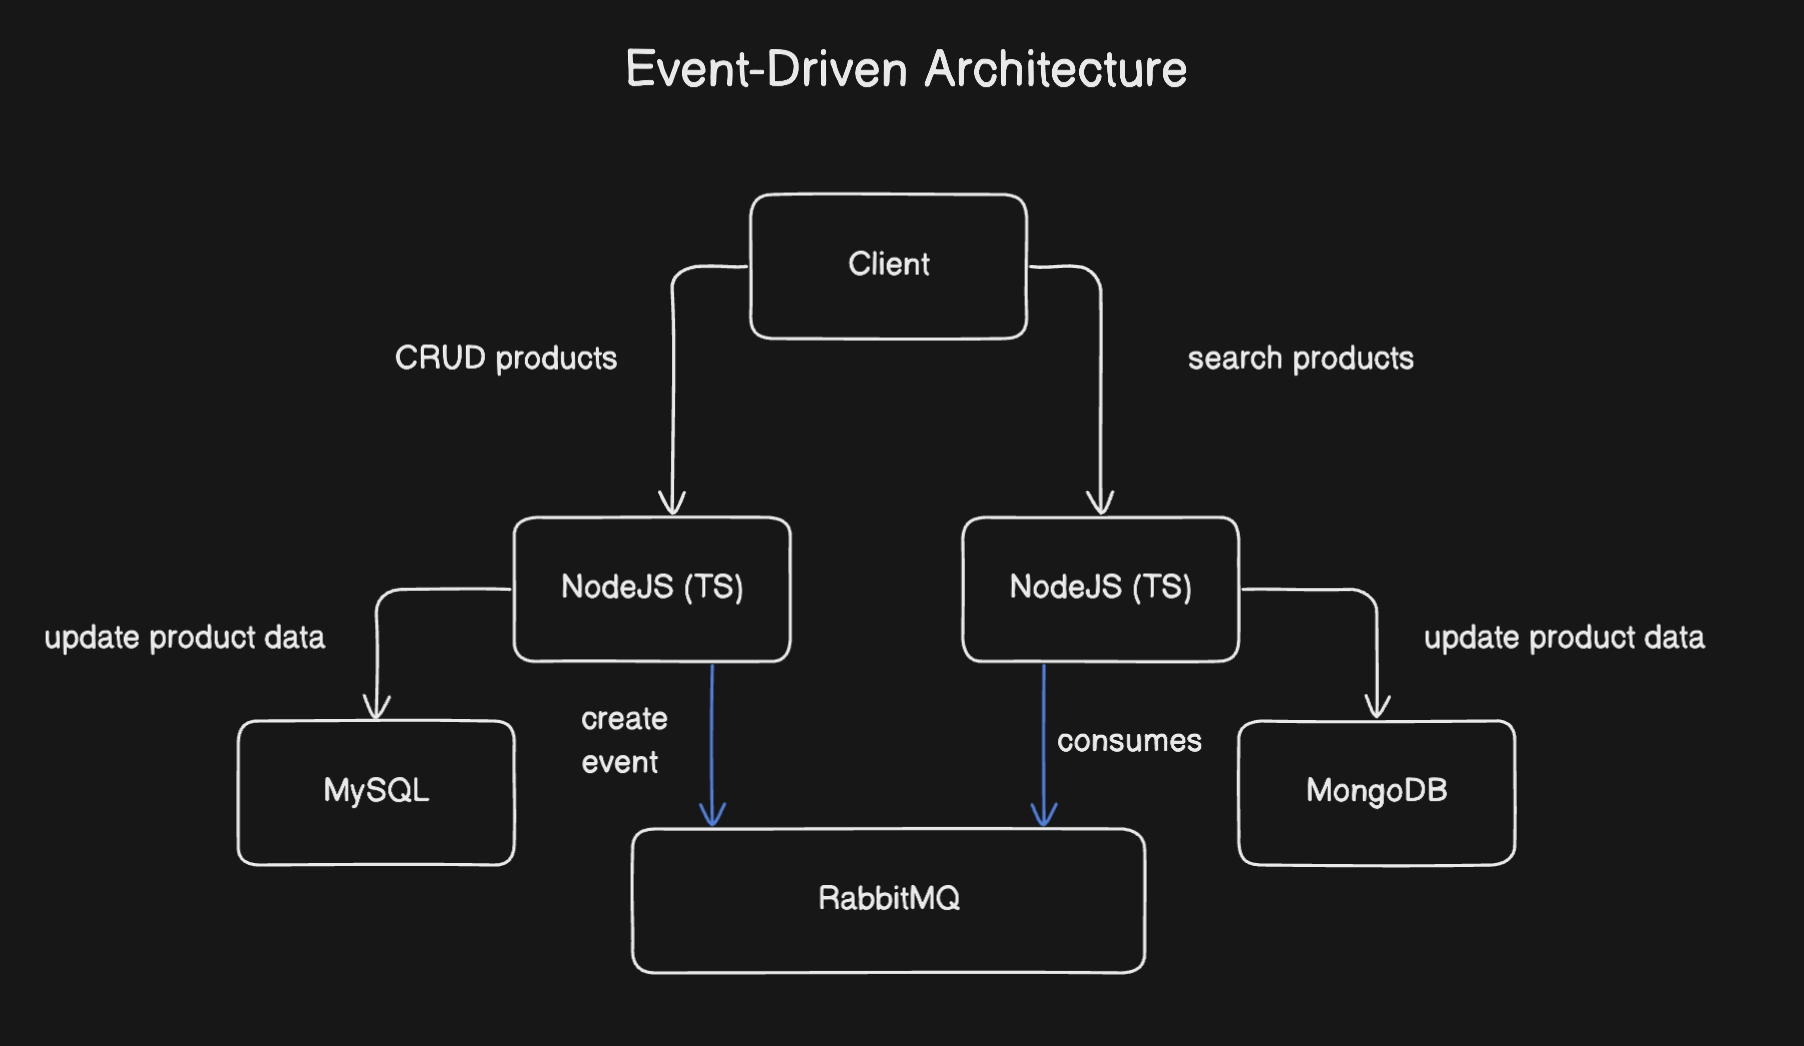 Event-Driven Architecture
Client
CRUD products
search products
NodeJS (TS)
NodeJS (TS)
update product data
update product data
create
event
consumes
MySQL
MongoDB
RabbitMQ